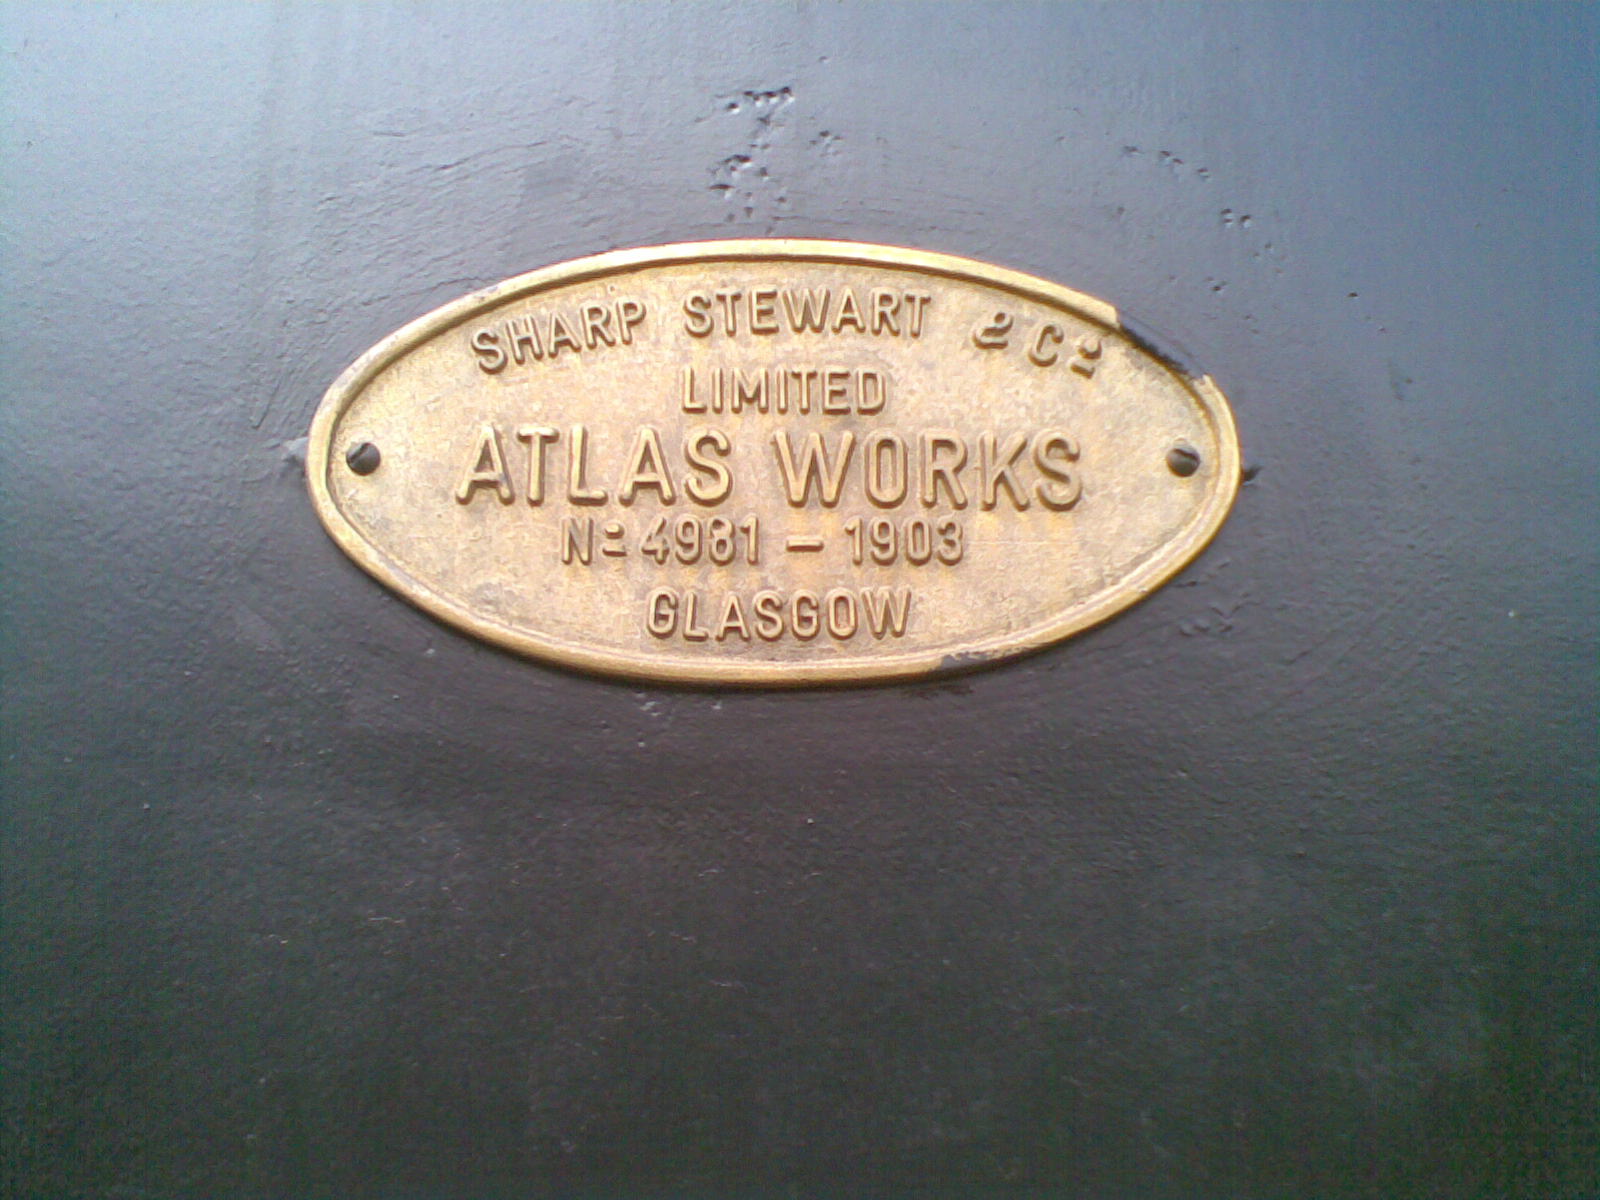 SHARP STEWART & Cº
LIMITED
ATLAS WORKS
Nº 4981 – 1903
GLASGOW